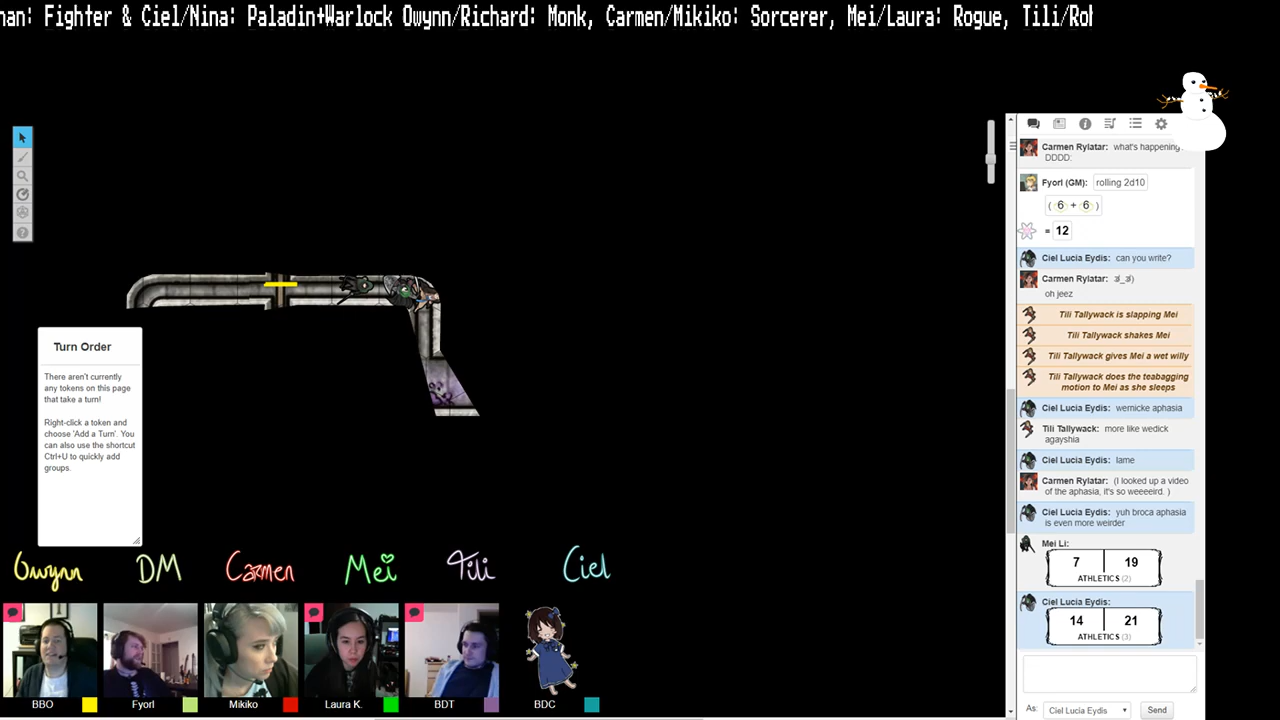 nan: Fighter & Ciel/Nina: Paladin+Warlock Owynn/Richard: Monk, Carmen/Mikiko: Sorcerer, Mei/Laura: Rogue, Tili/Rol
Carmen Rylatar: what's happening?
DDDD:
Fyorl (GM): rolling 2d10
( 6 + 6 )
= 12
Ciel Lucia Eydis: can you write?
Carmen Rylatar:
oh jeez
Tili Tallywack is slapping Mei
Tili Tallywack shakes Mei
Tili Tallywack gives Mei a wet willy
Tili Tallywack does the teabagging
motion to Mei as she sleeps
Ciel Lucia Eydis: wernicke aphasia
Tili Tallywack: more like wedick
agayshia
Ciel Lucia Eydis: lame
Carmen Rylatar: (I looked up a video
of the aphasia, it's so weeeeird. )
Ciel Lucia Eydis: yuh broca aphasia
is even more weirder
Mei Li:
7 19
ATHLETICS (2)
Ciel Lucia Eydis:
14 21
ATHLETICS (3)
As: Ciel Lucia Eydis Send
Turn Order
There aren't currently
any tokens on this page
that take a turn!
Right-click a token and
choose 'Add a Turn'. You
can also use the shortcut
Ctrl+U to quickly add
groups.
Owynn DM Carmen Mei Tili Ciel
BBO Fyorl Mikiko Laura K. BDT BDC